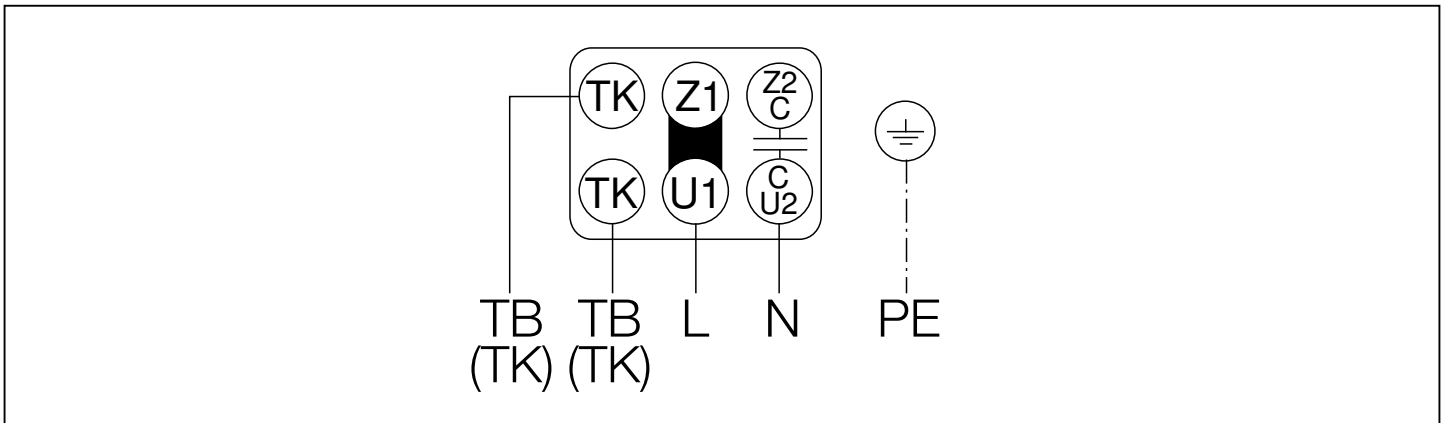 TK Z1 Z2
C
TK U1 C
U2
TB TB L N PE
(TK) (TK)